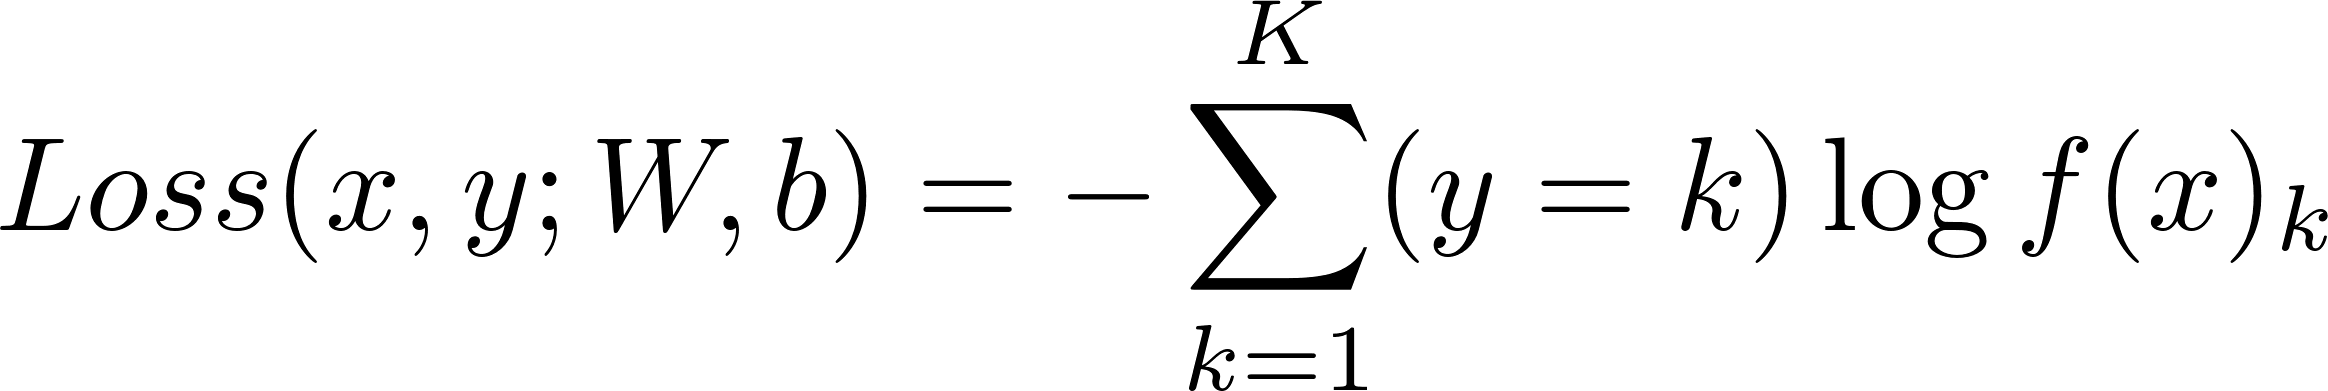 $Loss(x, y; W, b) = -\sum_{k=1}^{K} (y = k) \log f(x)_k$